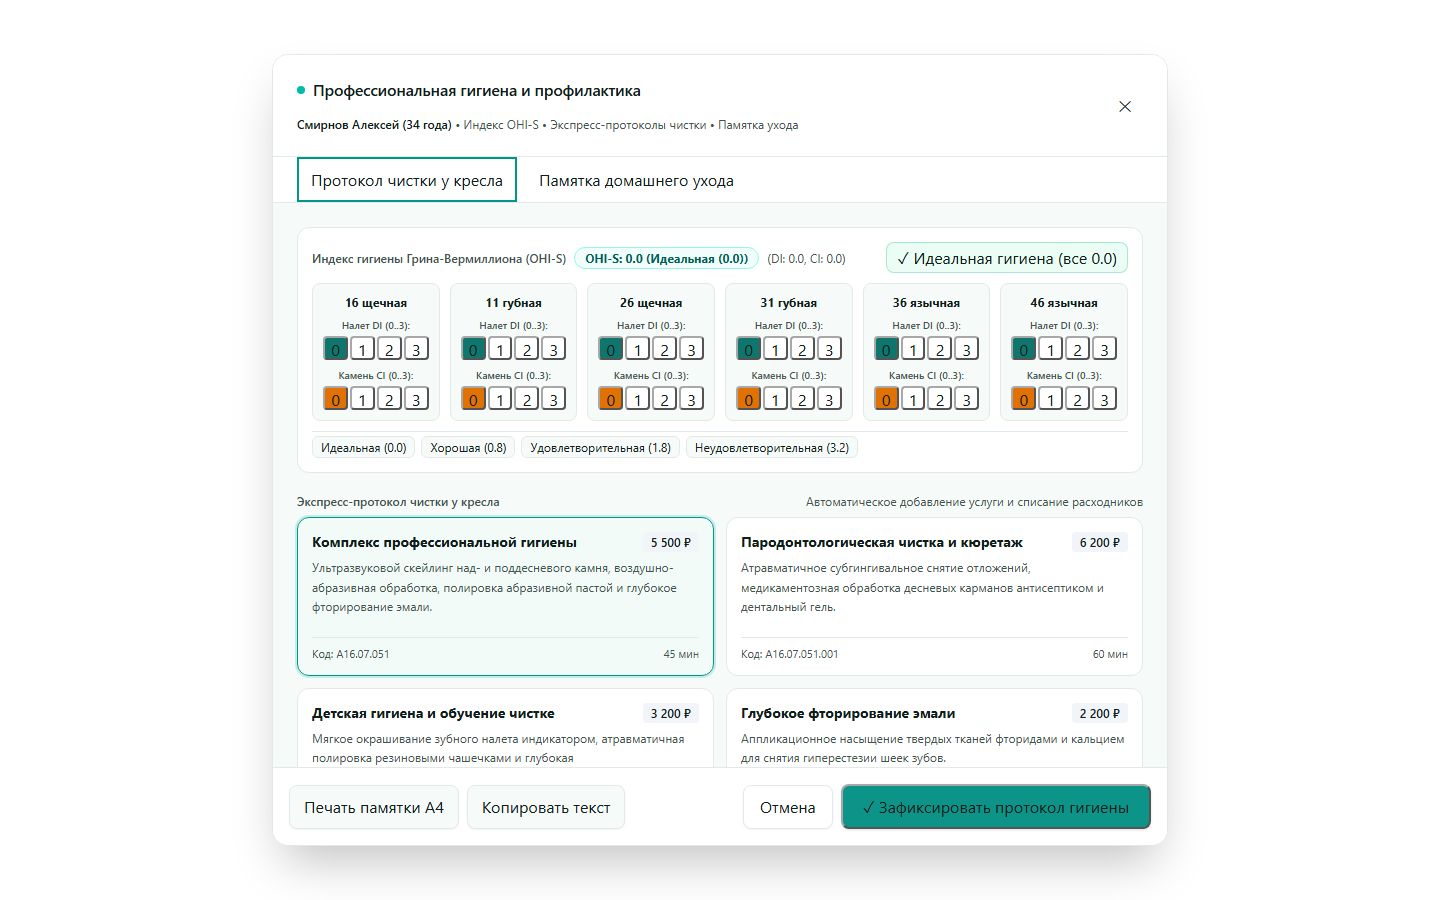 Профессиональная гигиена и профилактика
Смирнов Алексей (34 года) • Индекс OHI-S • Экспресс-протоколы чистки • Памятка ухода
Протокол чистки у кресла
Памятка домашнего ухода
Индекс гигиены Грина-Вермиллиона (OHI-S)
OHI-S: 0.0 (Идеальная (0.0))
(DI: 0.0, CI: 0.0)
✓ Идеальная гигиена (все 0.0)
16 щечная
Налет DI (0..3):
0 1 2 3
Камень CI (0..3):
0 1 2 3
11 губная
Налет DI (0..3):
0 1 2 3
Камень CI (0..3):
0 1 2 3
26 щечная
Налет DI (0..3):
0 1 2 3
Камень CI (0..3):
0 1 2 3
31 губная
Налет DI (0..3):
0 1 2 3
Камень CI (0..3):
0 1 2 3
36 язычная
Налет DI (0..3):
0 1 2 3
Камень CI (0..3):
0 1 2 3
46 язычная
Налет DI (0..3):
0 1 2 3
Камень CI (0..3):
0 1 2 3
Идеальная (0.0)
Хорошая (0.8)
Удовлетворительная (1.8)
Неудовлетворительная (3.2)
Экспресс-протокол чистки у кресла
Автоматическое добавление услуги и списание расходников
Комплекс профессиональной гигиены
5 500 ₽
Ультразвуковой скейлинг над- и поддесневого камня, воздушно-
абразивная обработка, полировка абразивной пастой и глубокое
фторирование эмали.
Код: A16.07.051
45 мин
Пародонтологическая чистка и кюретаж
6 200 ₽
Атравматичное субгингивальное снятие отложений,
медикаментозная обработка десневых карманов антисептиком и
дентальный гель.
Код: A16.07.051.001
60 мин
Детская гигиена и обучение чистке
3 200 ₽
Мягкое окрашивание зубного налета индикатором, атравматичная
полировка резиновыми чашечками и глубокая
Глубокое фторирование эмали
2 200 ₽
Аппликационное насыщение твердых тканей фторидами и кальцием
для снятия гиперестезии шеек зубов.
Печать памятки А4
Копировать текст
Отмена
✓ Зафиксировать протокол гигиены